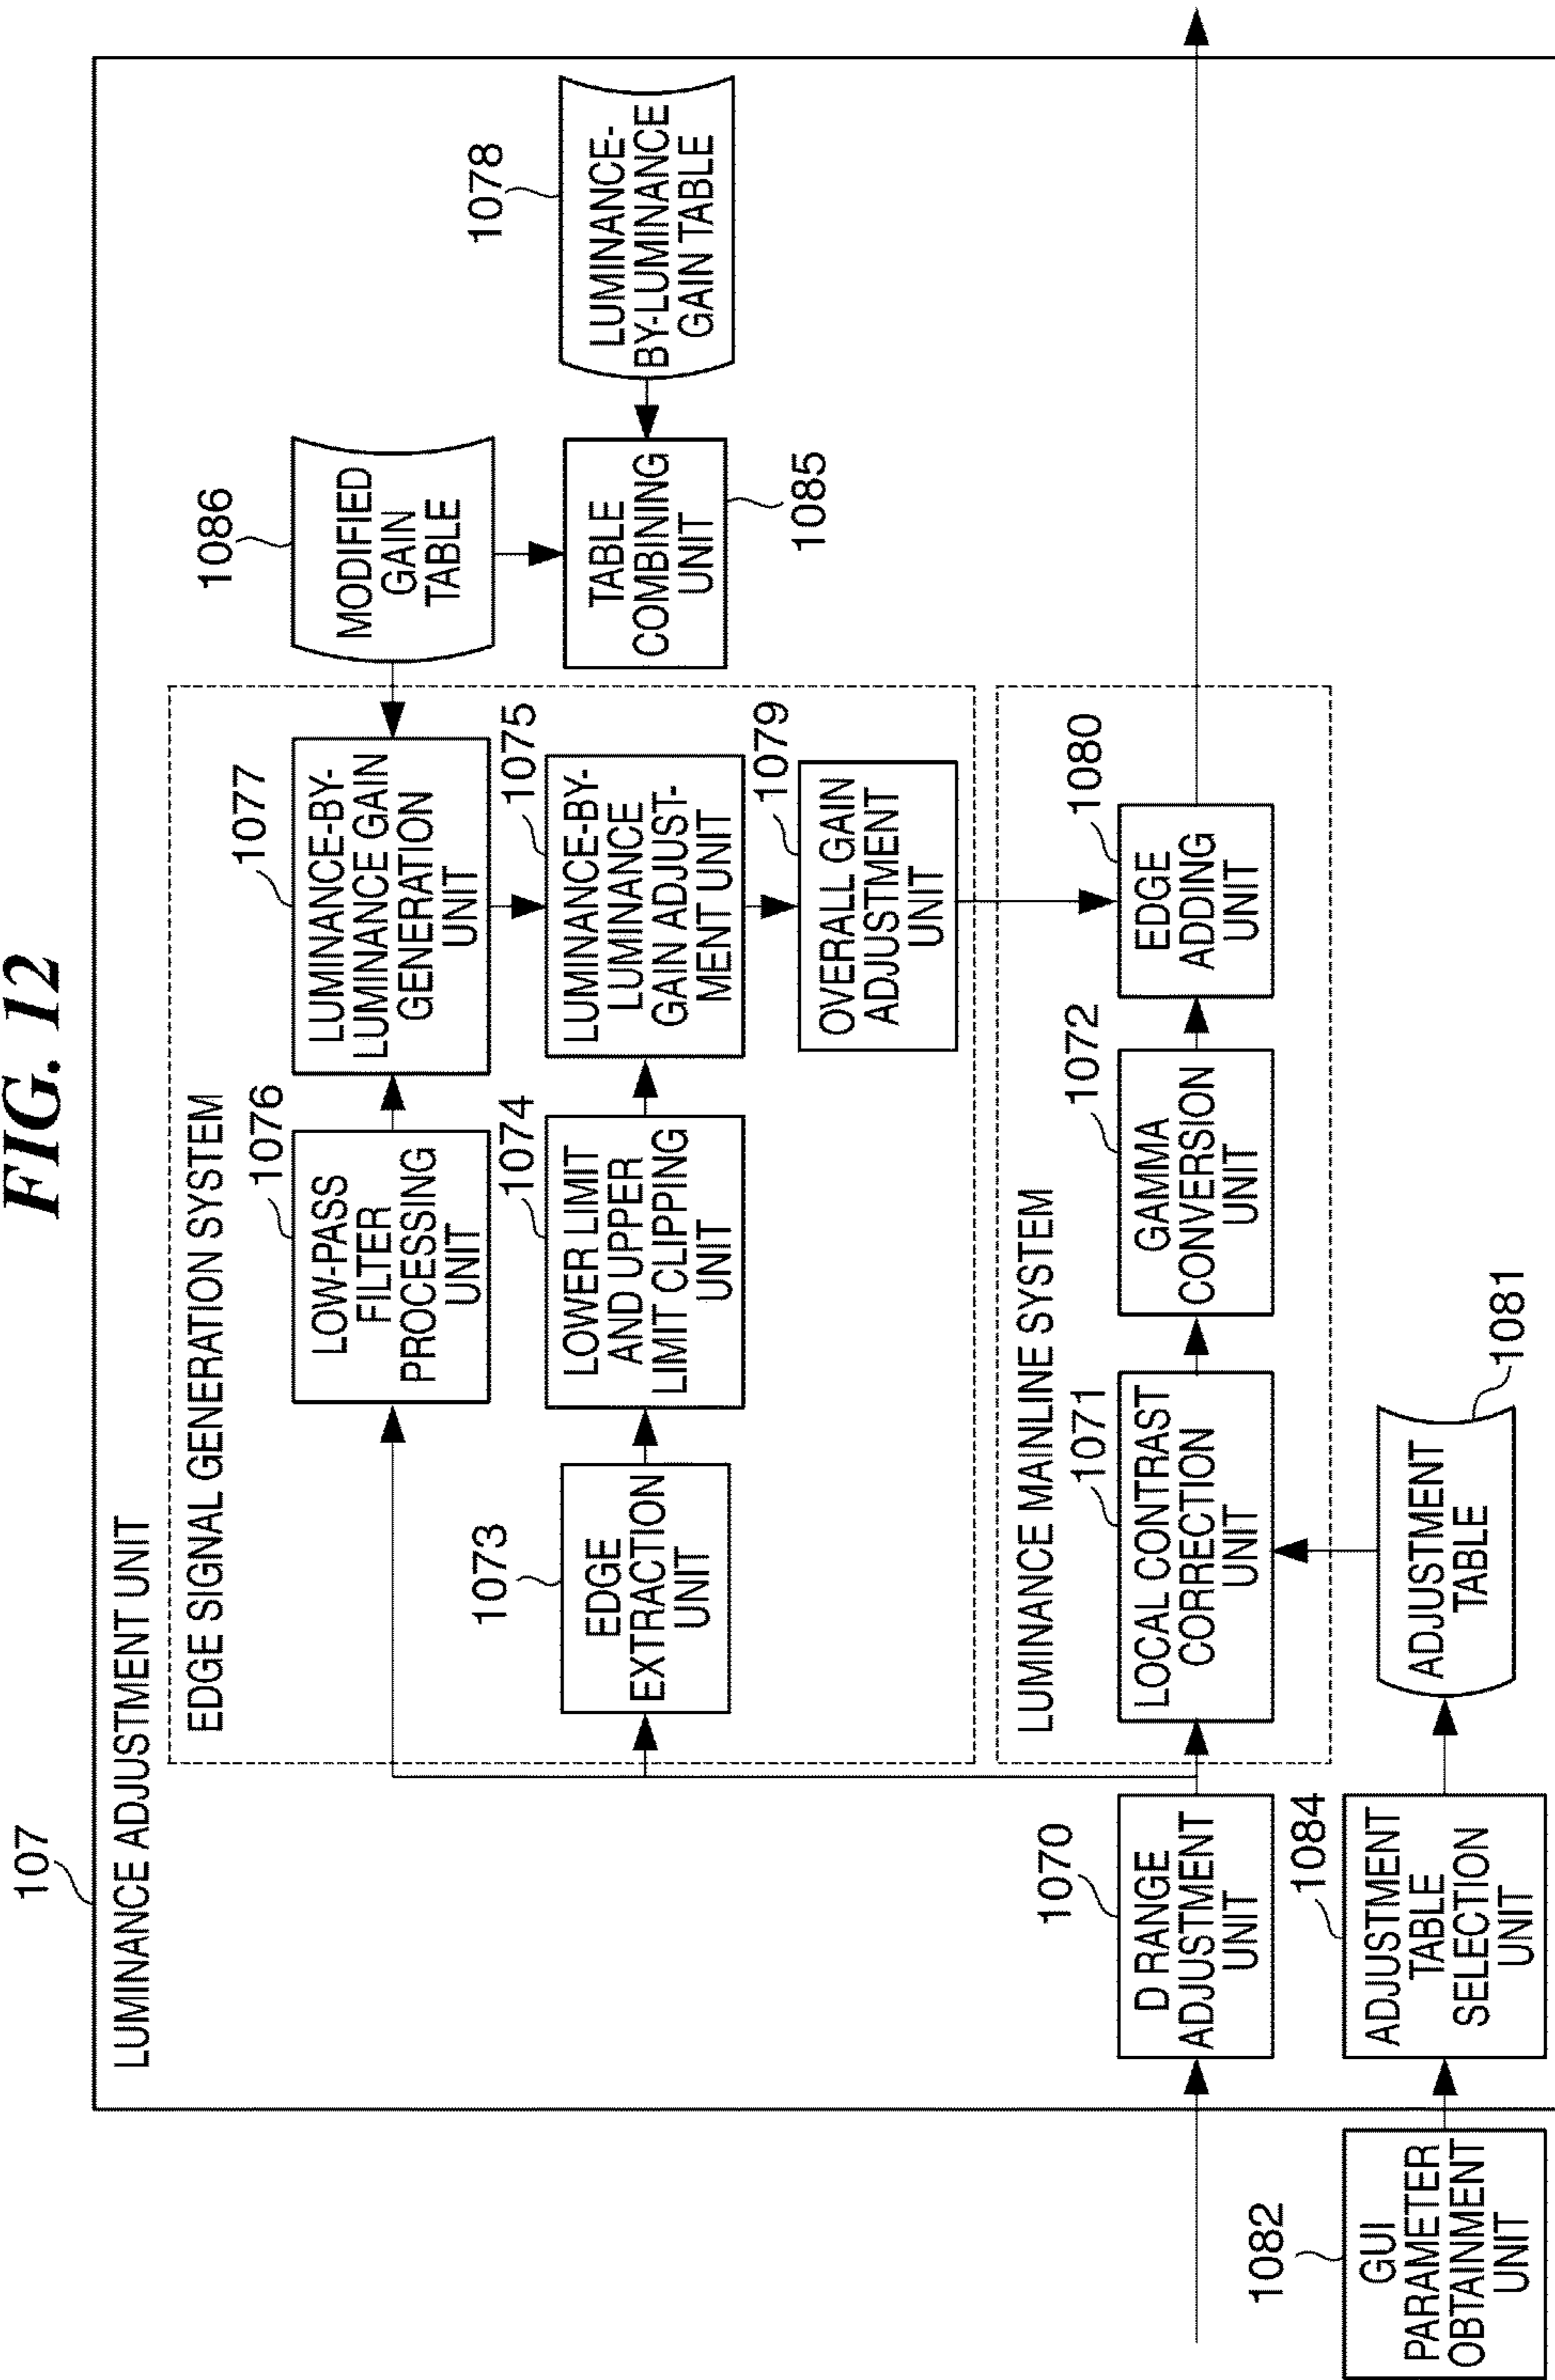 FIG. 12
107
LUMINANCE ADJUSTMENT UNIT
EDGE SIGNAL GENERATION SYSTEM
1076
LOW-PASS
FILTER
PROCESSING
UNIT
1077
LUMINANCE-BY-
LUMINANCE GAIN
GENERATION
UNIT
1086
MODIFIED
GAIN
TABLE
1078
LUMINANCE-
BY-LUMINANCE
GAIN TABLE
1073
EDGE
EXTRACTION
UNIT
1074
LOWER LIMIT
AND UPPER
LIMIT CLIPPING
UNIT
1075
LUMINANCE-BY-
LUMINANCE
GAIN ADJUST-
MENT UNIT
TABLE
COMBINING
UNIT
1085
1079
OVERALL GAIN
ADJUSTMENT
UNIT
LUMINANCE MAINLINE SYSTEM
1070
D RANGE
ADJUSTMENT
UNIT
1071
LOCAL CONTRAST
CORRECTION
UNIT
1072
GAMMA
CONVERSION
UNIT
1080
EDGE
ADDING
UNIT
1082
GUI
PARAMETER
OBTAINMENT
UNIT
1084
ADJUSTMENT
TABLE
SELECTION
UNIT
ADJUSTMENT
TABLE
1081